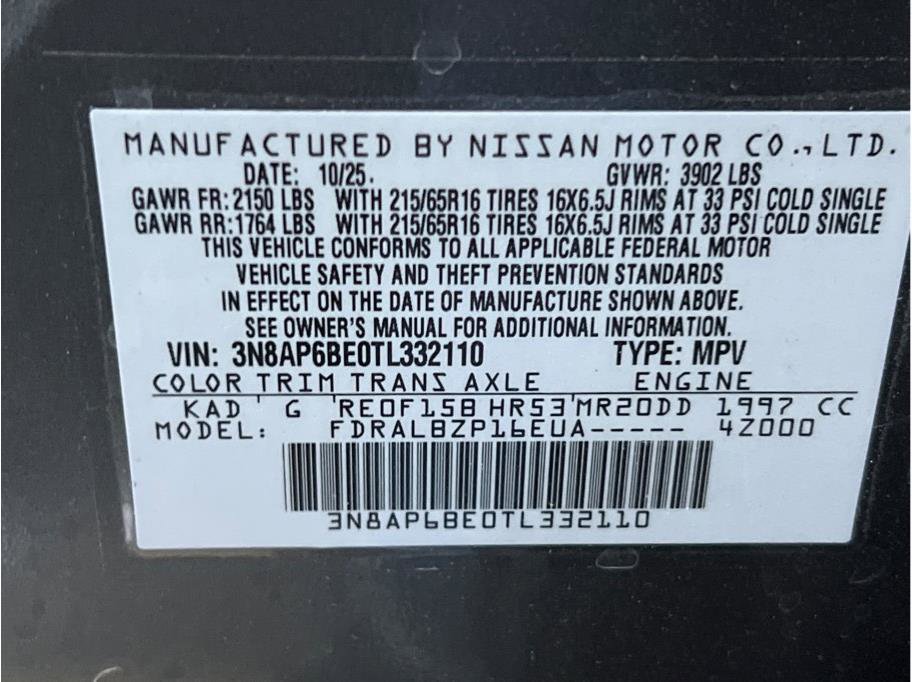 MANUFACTURED BY NISSAN MOTOR CO., LTD.
DATE: 10/25. GVWR: 3902 LBS
GAWR FR: 2150 LBS WITH 215/65R16 TIRES 16X6.5J RIMS AT 33 PSI COLD SINGLE
GAWR RR: 1764 LBS WITH 215/65R16 TIRES 16X6.5J RIMS AT 33 PSI COLD SINGLE
THIS VEHICLE CONFORMS TO ALL APPLICABLE FEDERAL MOTOR
VEHICLE SAFETY AND THEFT PREVENTION STANDARDS
IN EFFECT ON THE DATE OF MANUFACTURE SHOWN ABOVE.
SEE OWNER'S MANUAL FOR ADDITIONAL INFORMATION.
VIN: 3N8AP6BE0TL332110 TYPE: MPV
COLOR TRIM TRANS AXLE ENGINE
KAD G RE0F15B HR53 MR20DD 1997 CC
MODEL: FDRALBZP16EUA----- 4Z000
3N8AP6BE0TL332110